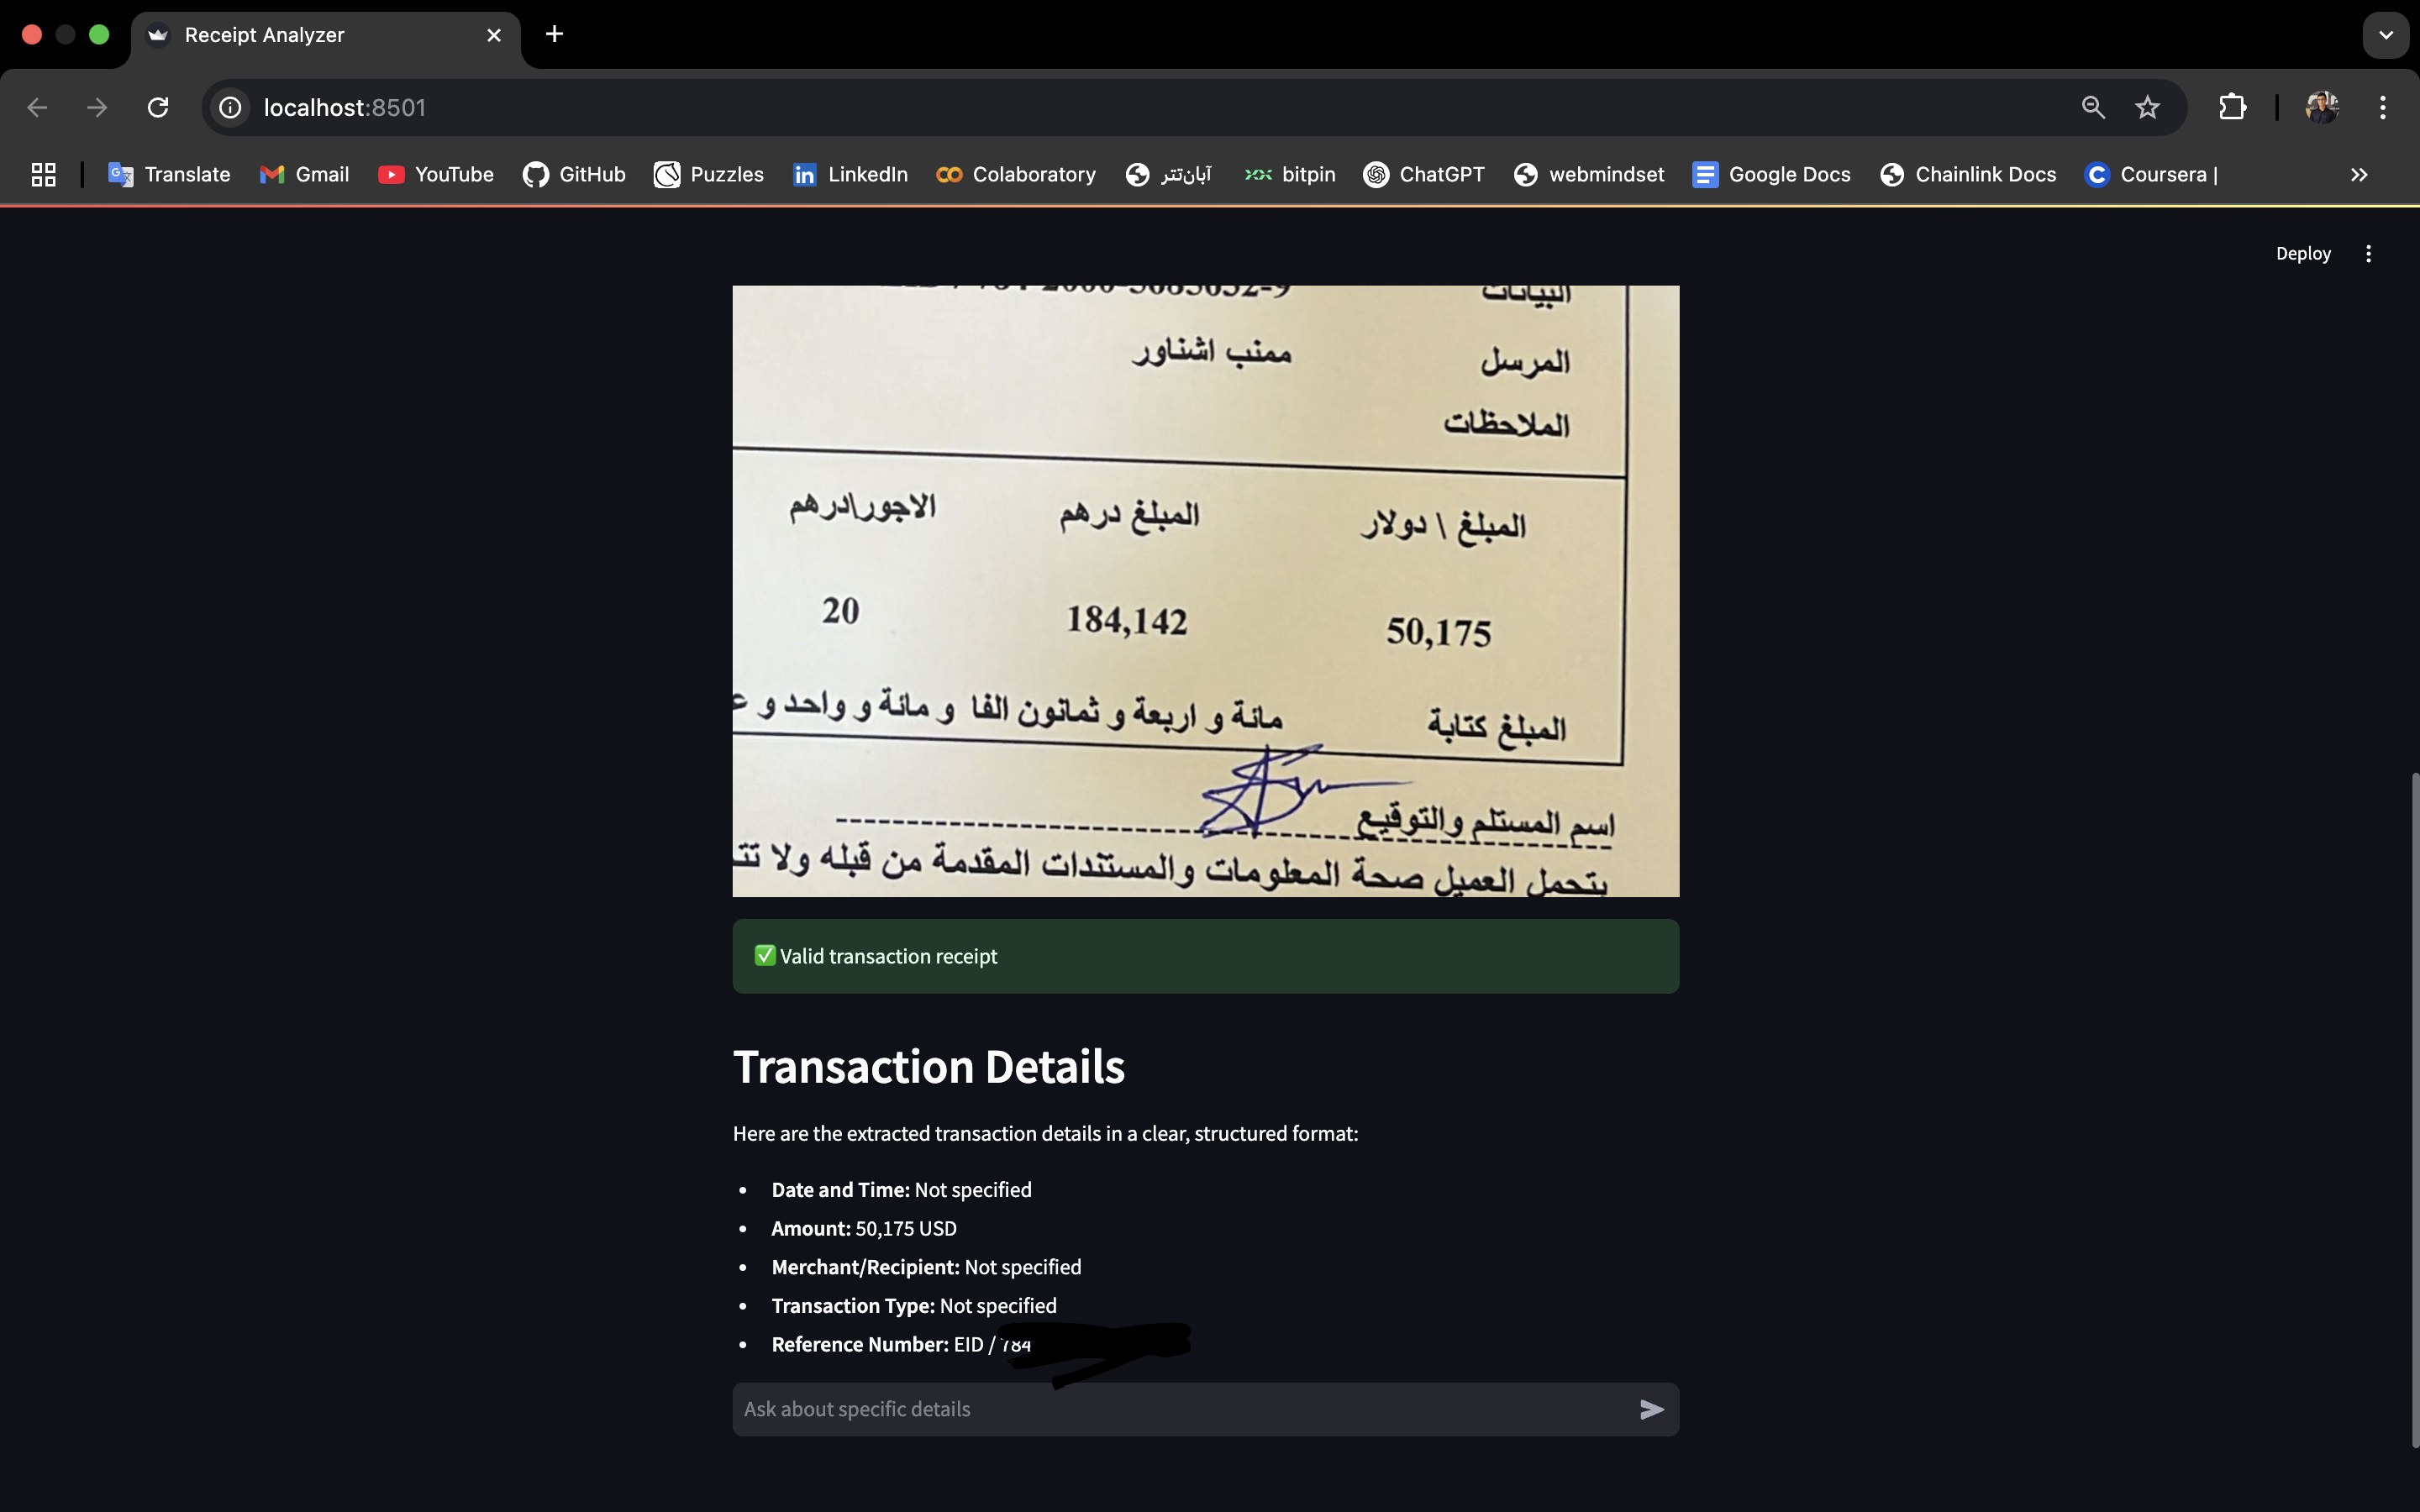 Receipt Analyzer
localhost:8501
Translate Gmail YouTube GitHub Puzzles LinkedIn Colaboratory آبان‌تتر bitpin ChatGPT webmindset Google Docs Chainlink Docs Coursera |
Deploy
البيانات
المرسل ممنب اشناور
الملاحظات
المبلغ \ دولار المبلغ درهم الاجور\درهم
50,175 184,142 20
المبلغ كتابة مائة و اربعة و ثمانون الفا و مائة و واحد و
اسم المستلم والتوقيع
يتحمل العميل صحة المعلومات والمستندات المقدمة من قبله ولا
✅ Valid transaction receipt
Transaction Details
Here are the extracted transaction details in a clear, structured format:
• Date and Time: Not specified
• Amount: 50,175 USD
• Merchant/Recipient: Not specified
• Transaction Type: Not specified
• Reference Number: EID / 784
Ask about specific details